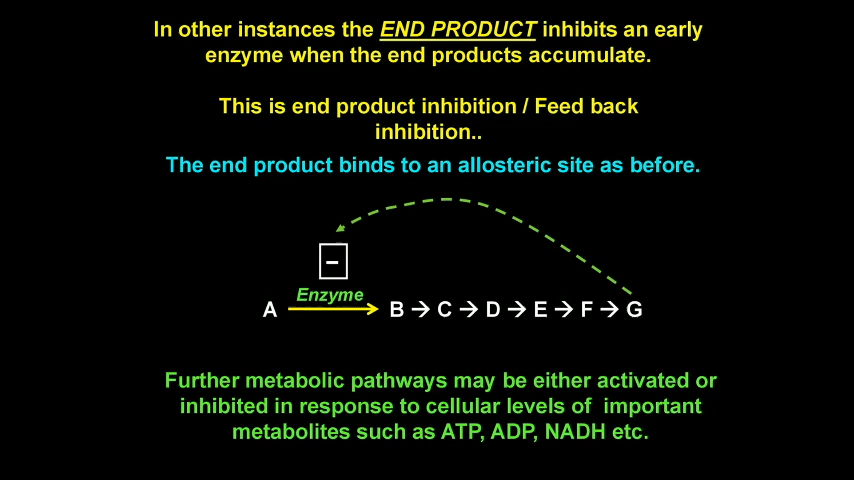 In other instances the END PRODUCT inhibits an early
enzyme when the end products accumulate.
This is end product inhibition / Feed back
inhibition..
The end product binds to an allosteric site as before.
–
Enzyme
A → B → C → D → E → F → G
Further metabolic pathways may be either activated or
inhibited in response to cellular levels of important
metabolites such as ATP, ADP, NADH etc.